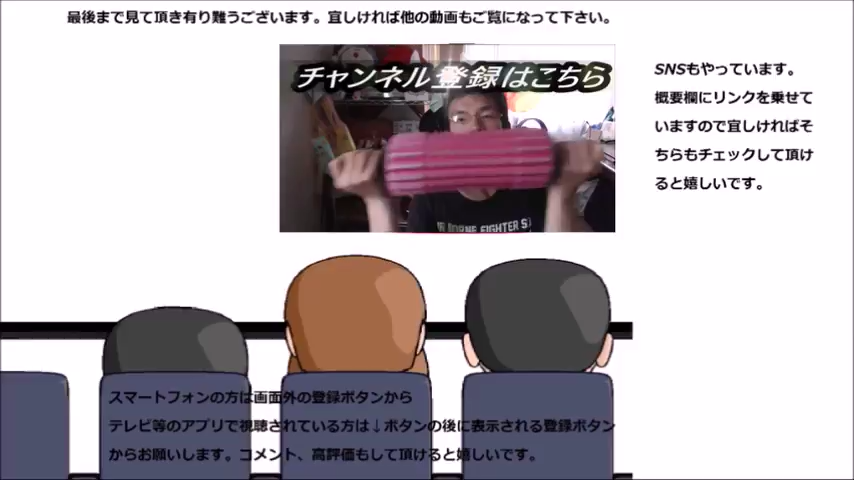 最後まで見て頂き有り難うございます。宜しければ他の動画もご覧になって下さい。
チャンネル登録はこちら
SNSもやっています。
概要欄にリンクを乗せて
いますので宜しければそ
ちらもチェックして頂け
ると嬉しいです。
FIGHTER
スマートフォンの方は画面外の登録ボタンから
テレビ等のアプリで視聴されている方は↓ボタンの後に表示される登録ボタン
からお願いします。コメント、高評価もして頂けると嬉しいです。